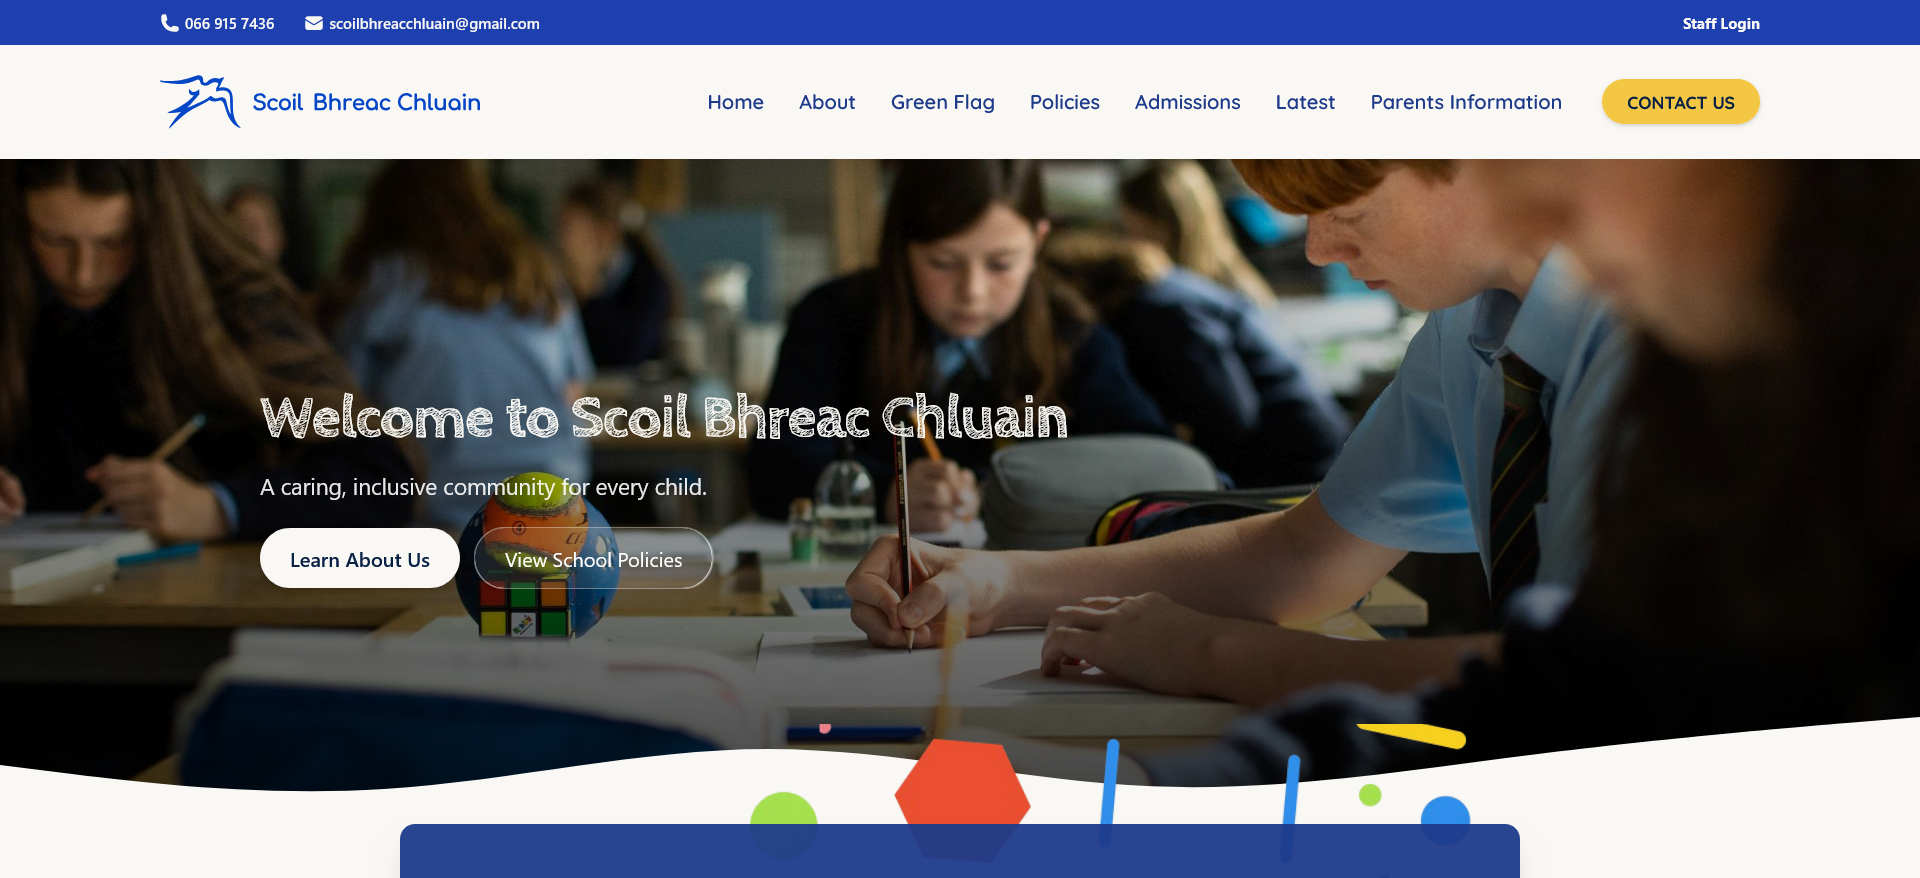 066 915 7436
scoilbhreacchluain@gmail.com
Staff Login
Scoil Bhreac Chluain
Home
About
Green Flag
Policies
Admissions
Latest
Parents Information
CONTACT US
Welcome to Scoil Bhreac Chluain
A caring, inclusive community for every child.
Learn About Us
View School Policies